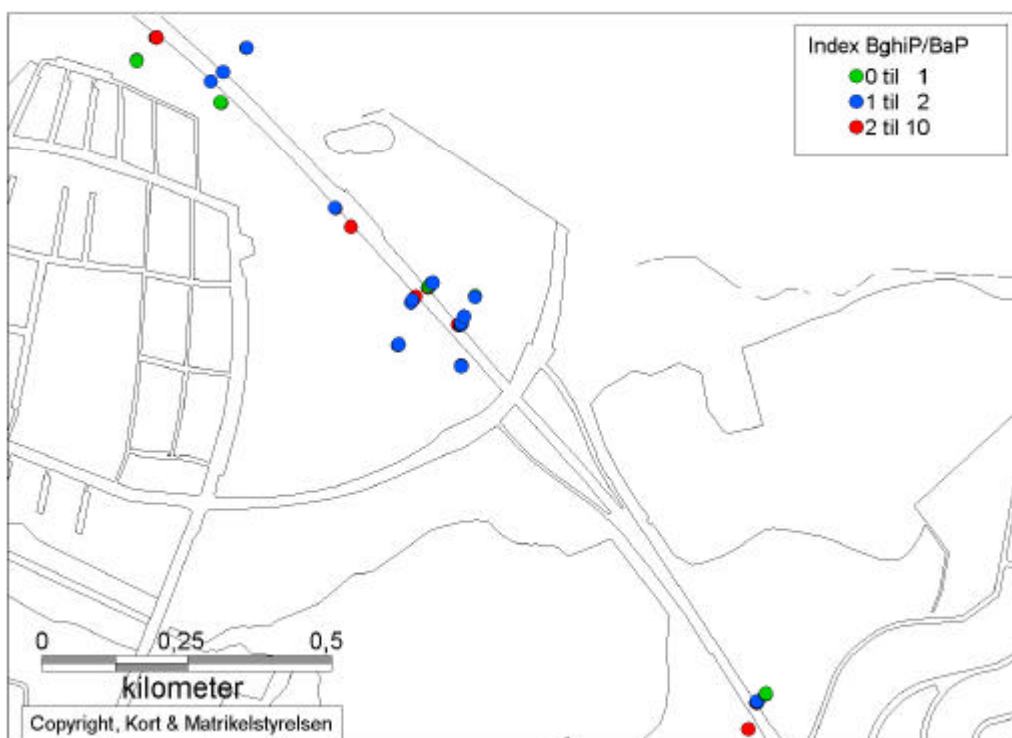 Index BghiP/BaP
0 til 1
1 til 2
2 til 10
0 0,25 0,5
kilometer
Copyright, Kort & Matrikelstyrelsen